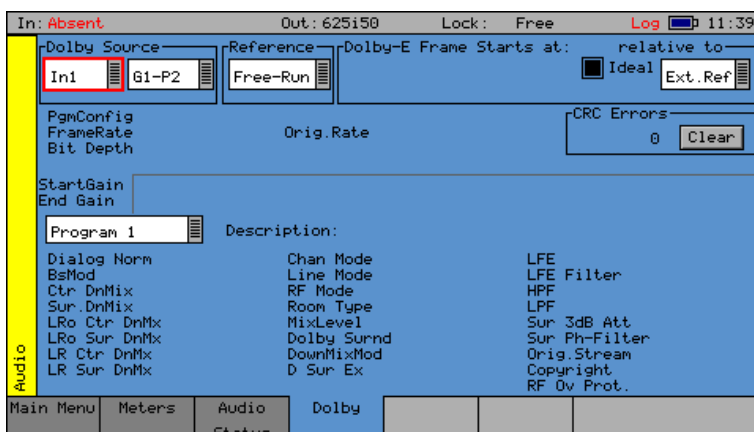 In: Absent Out: 625i50 Lock: Free Log 11:39
Dolby Source Reference Dolby-E Frame Starts at: relative to
In1 G1-P2 Free-Run Ideal Ext.Ref
PgmConfig CRC Errors
FrameRate Orig.Rate 0 Clear
Bit Depth
StartGain
End Gain
Program 1 Description:
Dialog Norm Chan Mode LFE
BsMod Line Mode LFE Filter
Ctr DnMix RF Mode HPF
Sur.DnMix Room Type LPF
LRo Ctr DnMx MixLevel Sur 3dB Att
LRo Sur DnMx Dolby Surnd Sur Ph-Filter
LR Ctr DnMx DownMixMod Orig.Stream
LR Sur DnMx D Sur Ex Copyright
RF Ov Prot.
Audio
Main Menu Meters Audio Dolby
Status